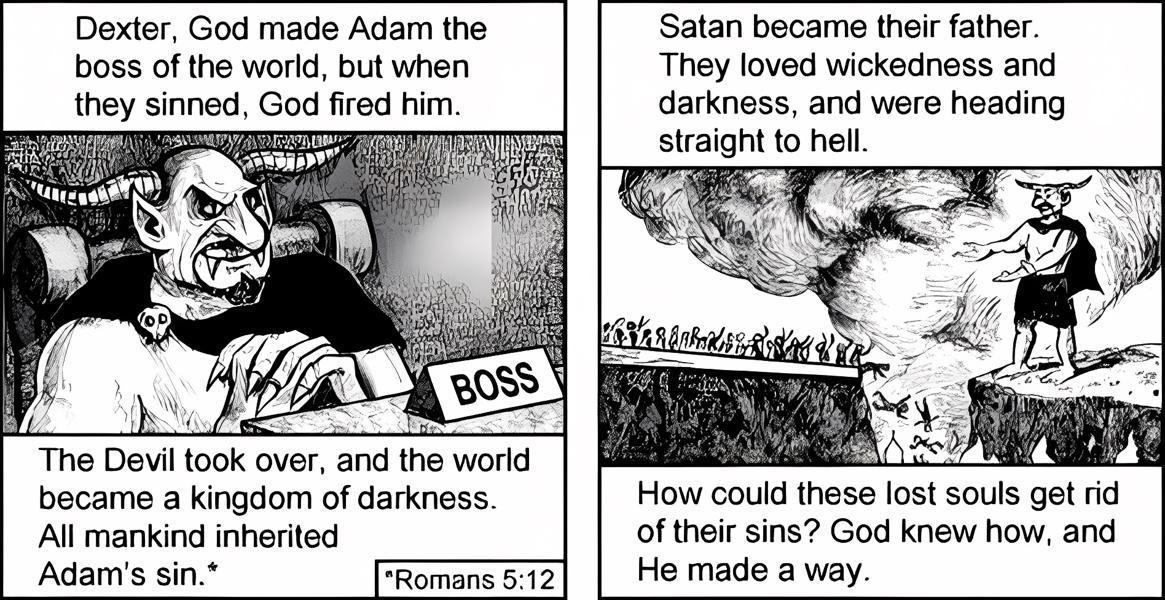 Dexter, God made Adam the
boss of the world, but when
they sinned, God fired him.
BOSS
The Devil took over, and the world
became a kingdom of darkness.
All mankind inherited
Adam's sin.*
*Romans 5:12
Satan became their father.
They loved wickedness and
darkness, and were heading
straight to hell.
How could these lost souls get rid
of their sins? God knew how, and
He made a way.